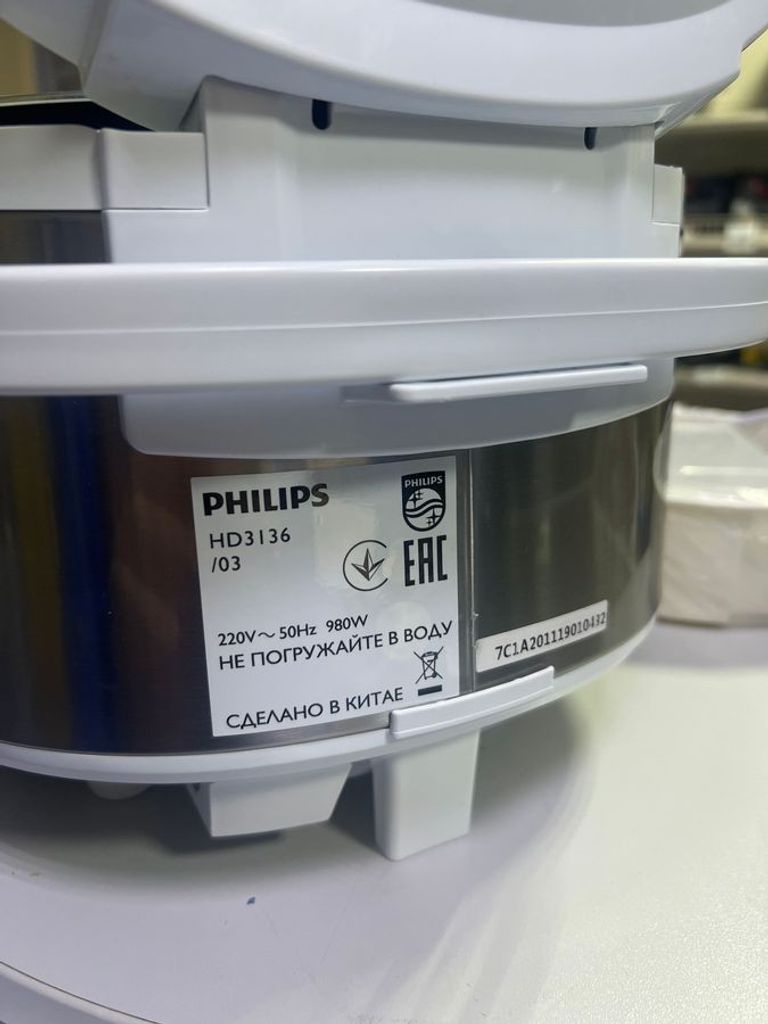 PHILIPS
PHILIPS
HD3136
/03
EAC
220V～50Hz 980W
НЕ ПОГРУЖАЙТЕ В ВОДУ
СДЕЛАНО В КИТАЕ
7C1A201119010432